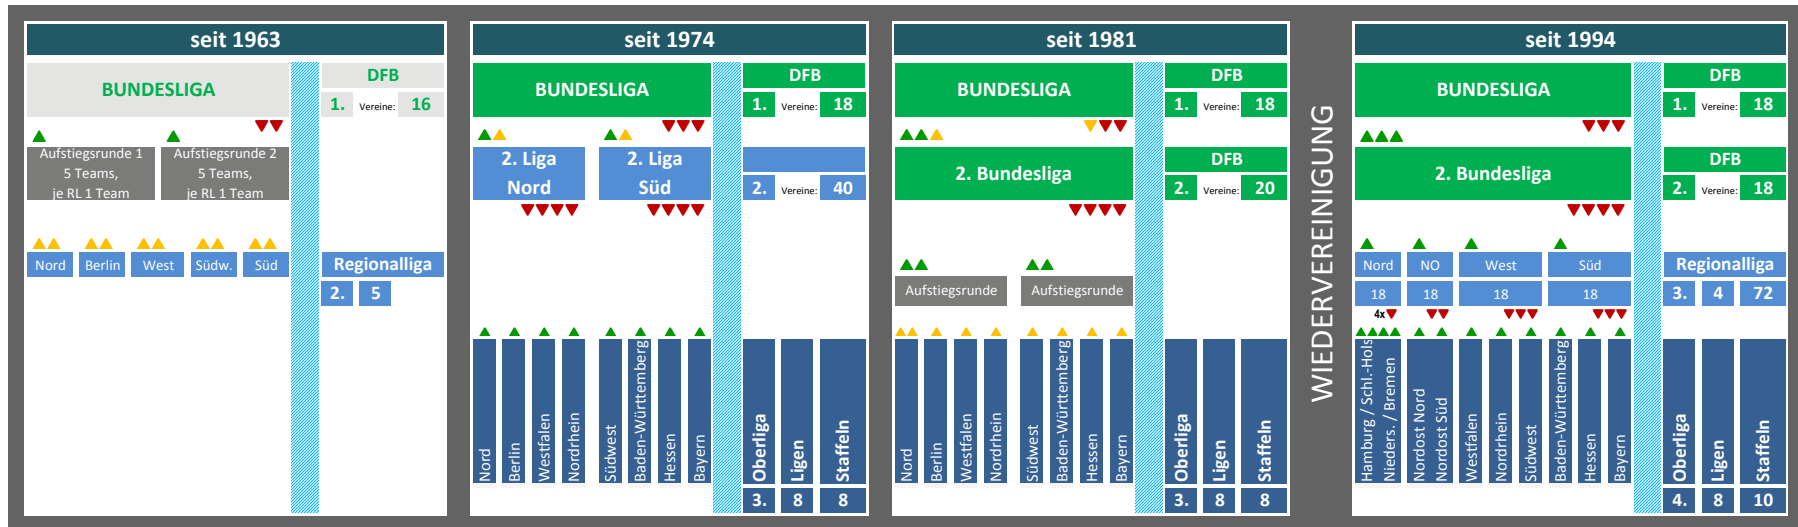 seit 1963
BUNDESLIGA
DFB
1. Vereine: 16
Aufstiegsrunde 1
5 Teams,
je RL 1 Team
Aufstiegsrunde 2
5 Teams,
je RL 1 Team
Nord
Berlin
West
Südw.
Süd
Regionalliga
2. 5
seit 1974
BUNDESLIGA
DFB
1. Vereine: 18
2. Liga
Nord
2. Liga
Süd
2. Vereine: 40
Nord
Berlin
Westfalen
Nordrhein
Südwest
Baden-Württemberg
Hessen
Bayern
Oberliga
Ligen
Staffeln
3. 8 8
seit 1981
BUNDESLIGA
DFB
1. Vereine: 18
2. Bundesliga
DFB
2. Vereine: 20
Aufstiegsrunde
Aufstiegsrunde
Nord
Berlin
Westfalen
Nordrhein
Südwest
Baden-Württemberg
Hessen
Bayern
Oberliga
Ligen
Staffeln
3. 8 8
WIEDERVEREINIGUNG
seit 1994
BUNDESLIGA
DFB
1. Vereine: 18
2. Bundesliga
DFB
2. Vereine: 18
Nord
NO
West
Süd
Regionalliga
18
18
18
18
3. 4 72
4x
Hamburg / Schl.-Hols
Nieders. / Bremen
Nordost Nord
Nordost Süd
Westfalen
Nordrhein
Südwest
Baden-Württemberg
Hessen
Bayern
Oberliga
Ligen
Staffeln
4. 8 10